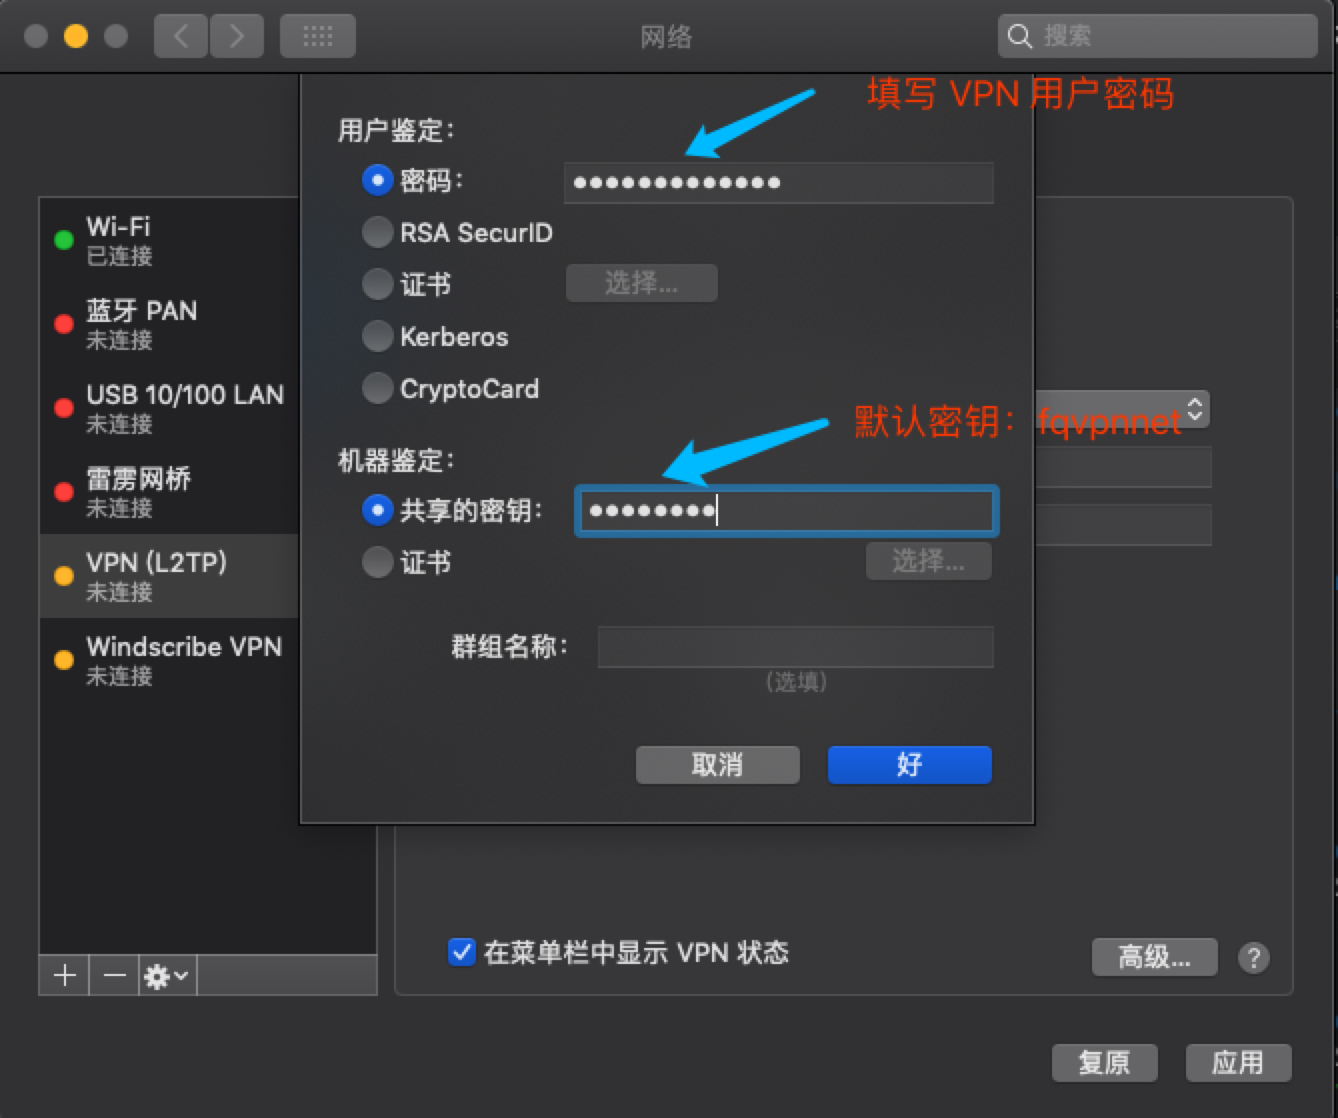 网络
搜索
填写 VPN 用户密码
用户鉴定：
密码：
•••••••••••••
RSA SecurID
证书
选择...
Kerberos
CryptoCard
默认密钥：fqvpnnet
机器鉴定：
共享的密钥：
••••••••
证书
选择...
群组名称：
(选填)
取消
好
Wi-Fi
已连接
蓝牙 PAN
未连接
USB 10/100 LAN
未连接
雷雳网桥
未连接
VPN (L2TP)
未连接
Windscribe VPN
未连接
在菜单栏中显示 VPN 状态
高级...
?
复原
应用